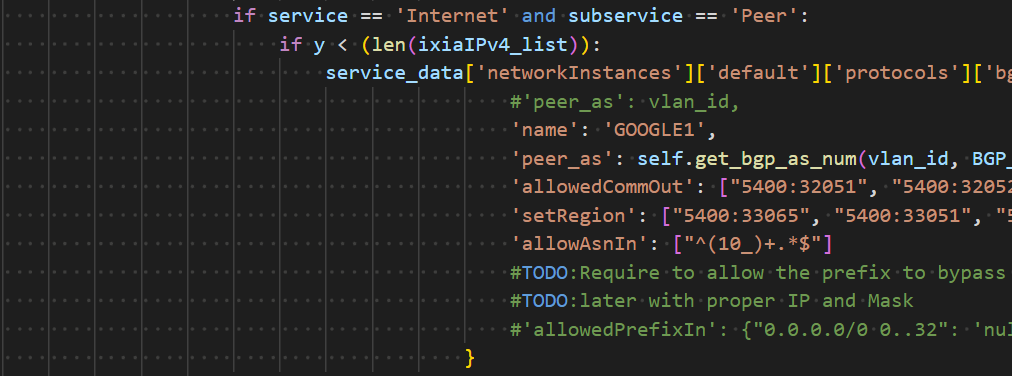 if service == 'Internet' and subservice == 'Peer':
if y < (len(ixiaIPv4_list)):
service_data['networkInstances']['default']['protocols']['bg
#'peer_as': vlan_id,
'name': 'GOOGLE1',
'peer_as': self.get_bgp_as_num(vlan_id, BGP_
'allowedCommOut': ["5400:32051", "5400:32052
'setRegion': ["5400:33065", "5400:33051", "5
'allowAsnIn': ["^(10_)+.*$"]
#TODO:Require to allow the prefix to bypass
#TODO:later with proper IP and Mask
#'allowedPrefixIn': {"0.0.0.0/0 0..32": 'nul
}